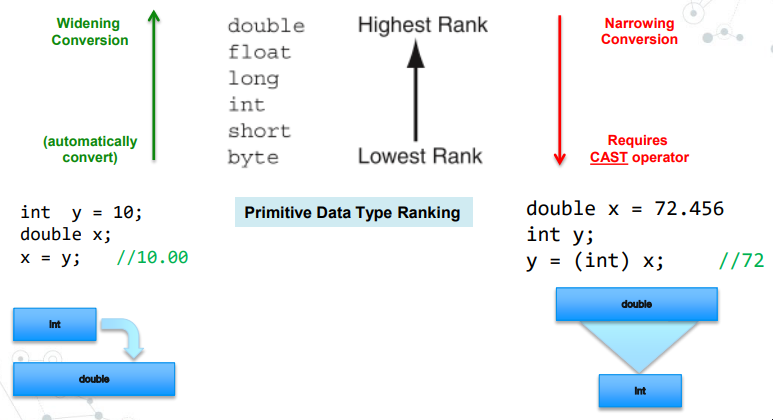 Widening
Conversion
(automatically
convert)
double
float
long
int
short
byte
Highest Rank
Lowest Rank
Narrowing
Conversion
Requires
CAST operator
Primitive Data Type Ranking
int  y = 10;
double x;
x = y;   //10.00
double x = 72.456
int y;
y = (int) x;    //72
Int
double
double
Int